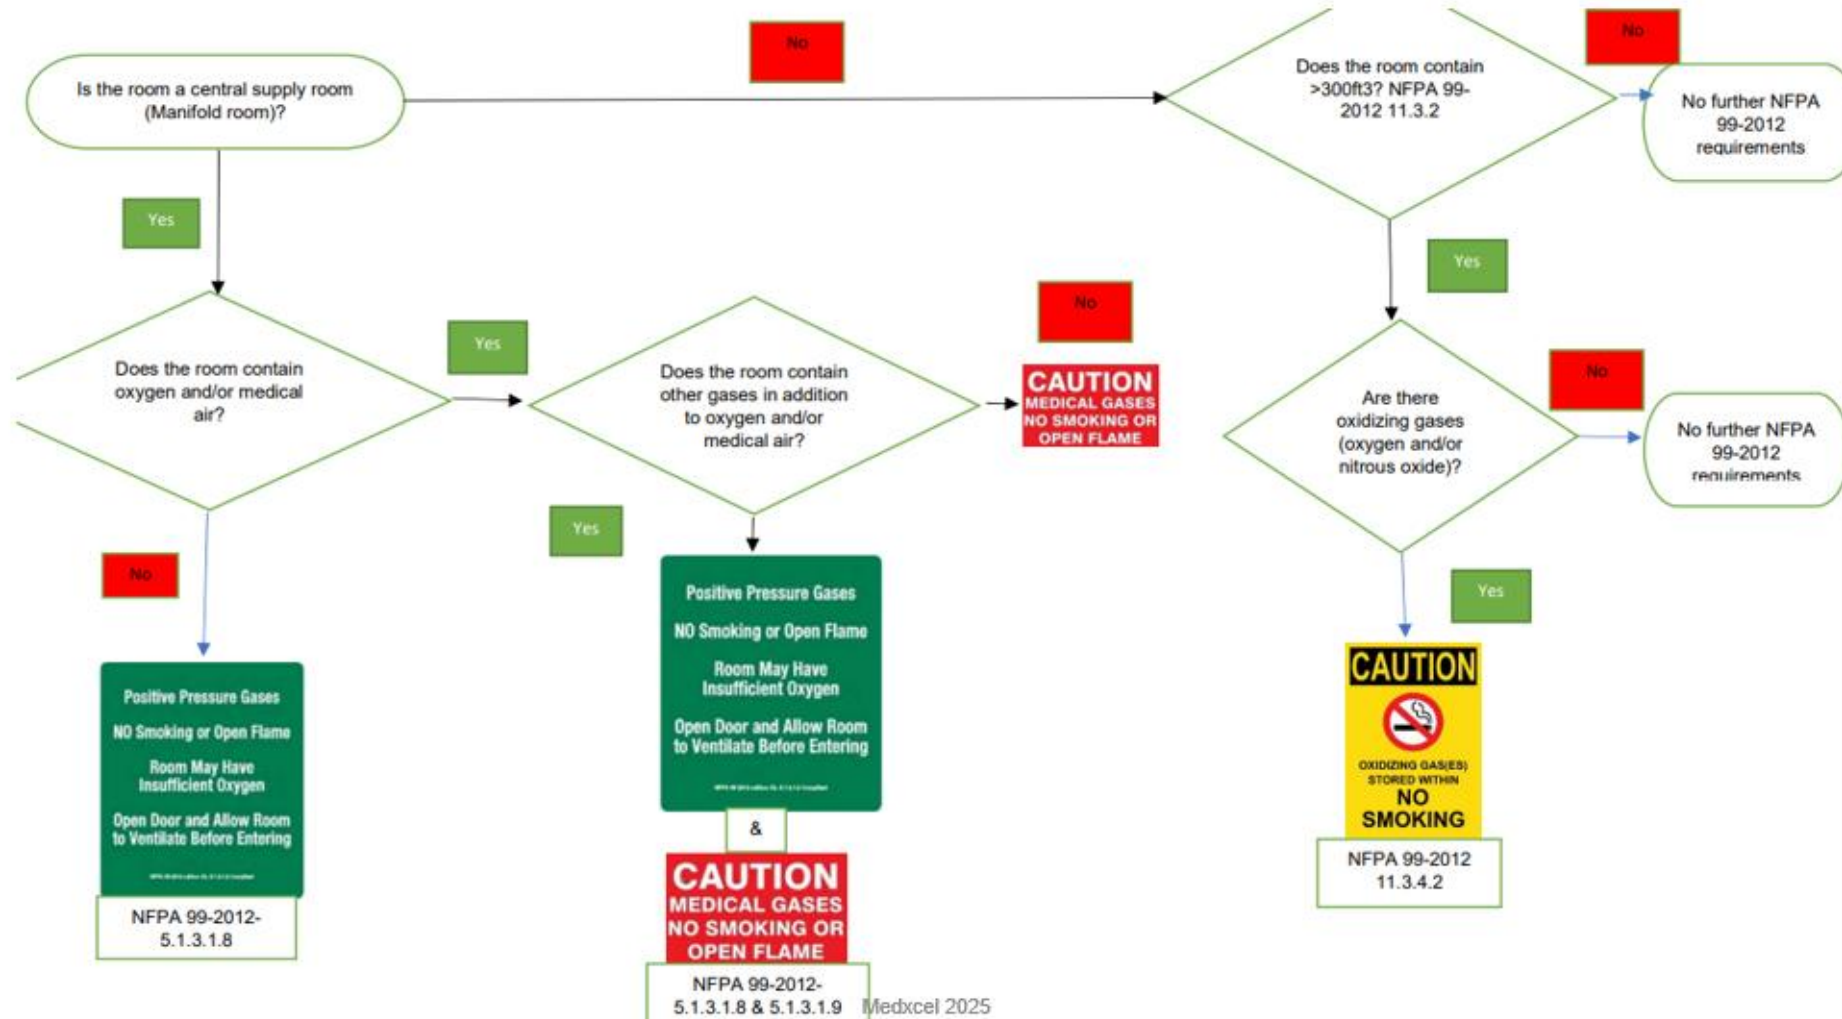 No
No
Is the room a central supply room
(Manifold room)?
Does the room contain
>300ft3? NFPA 99-
2012 11.3.2
No further NFPA
99-2012
requirements
Yes
Yes
No
Does the room contain
oxygen and/or medical
air?
Yes
Does the room contain
other gases in addition
to oxygen and/or
medical air?
CAUTION
MEDICAL GASES
NO SMOKING OR
OPEN FLAME
Are there
oxidizing gases
(oxygen and/or
nitrous oxide)?
No
No further NFPA
99-2012
requirements
No
Yes
Yes
Positive Pressure Gases
NO Smoking or Open Flame
Room May Have
Insufficient Oxygen
Open Door and Allow Room
to Ventilate Before Entering
NFPA 99-2012-
5.1.3.1.8
Positive Pressure Gases
NO Smoking or Open Flame
Room May Have
Insufficient Oxygen
Open Door and Allow Room
to Ventilate Before Entering
&
CAUTION
MEDICAL GASES
NO SMOKING OR
OPEN FLAME
NFPA 99-2012-
5.1.3.1.8 & 5.1.3.1.9
CAUTION
OXIDIZING GAS(ES)
STORED WITHIN
NO
SMOKING
NFPA 99-2012
11.3.4.2
Medxcel 2025